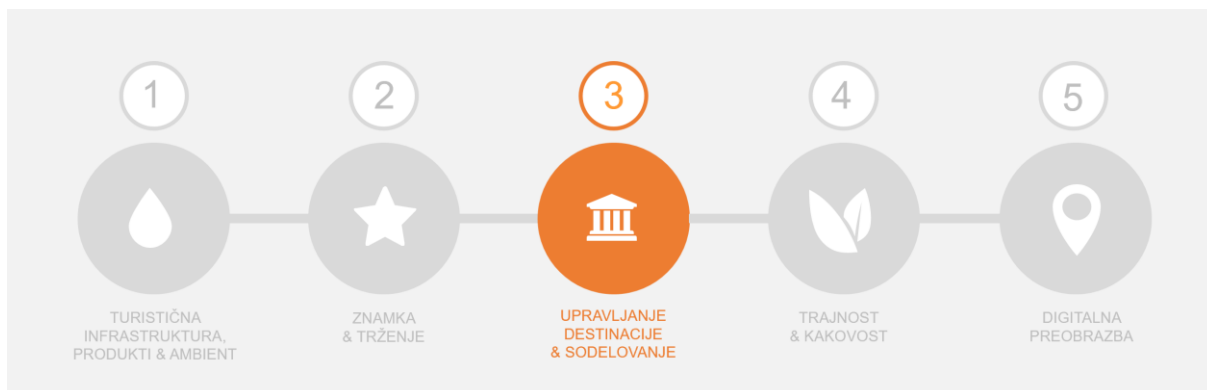 1
2
3
4
5
TURISTIČNA
INFRASTRUKTURA,
PRODUKTI & AMBIENT
ZNAMKA
& TRŽENJE
UPRAVLJANJE
DESTINACIJE
& SODELOVANJE
TRAJNOST
& KAKOVOST
DIGITALNA
PREOBRAZBA